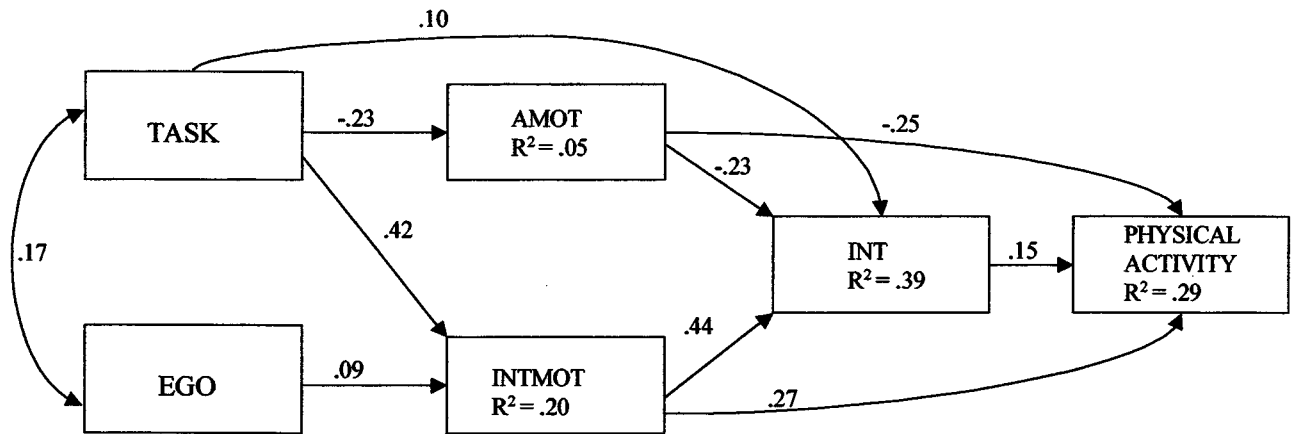 .10
TASK
-.23
AMOT
R² = .05
-.25
-.23
.42
.17
INT
R² = .39
.15
PHYSICAL
ACTIVITY
R² = .29
EGO
.09
INTMOT
R² = .20
.44
.27